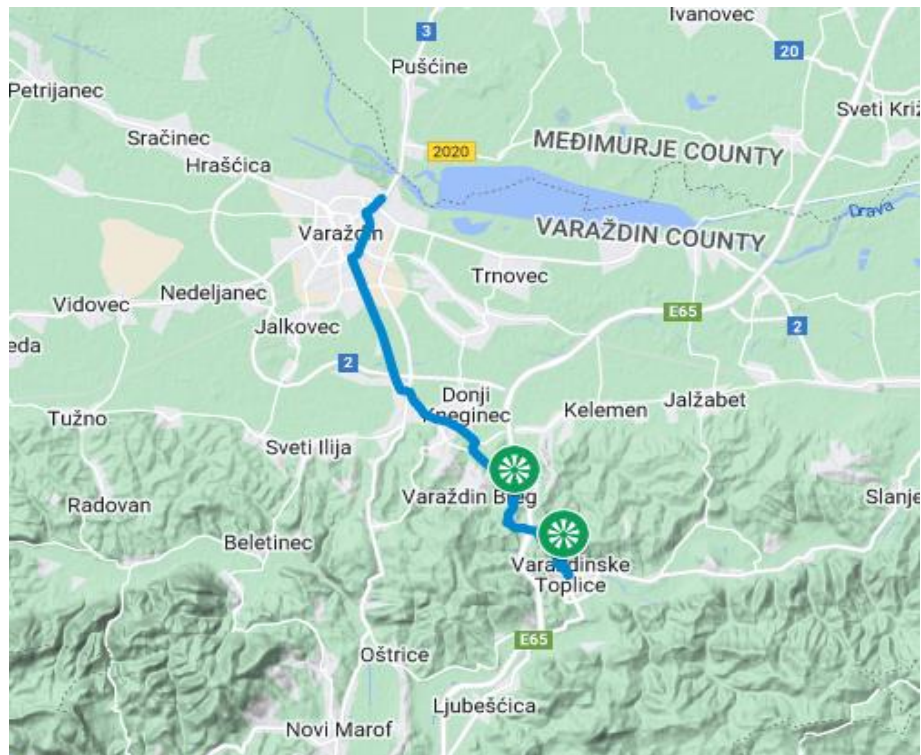 Ivanovec
3
20
Pušćine
Petrijanec
Sveti Križ
Sračinec
2020
MEĐIMURJE COUNTY
Hrašćica
Drava
Varaždin
VARAŽDIN COUNTY
Trnovec
Nedeljanec
Vidovec
E65
Jalkovec
2
eda
2
Donji
Kneginec
Kelemen
Jalžabet
Tužno
Sveti Ilija
Varaždin Breg
Slanje
Radovan
Beletinec
Varaždinske
Toplice
E65
Oštrice
Ljubešćica
Novi Marof